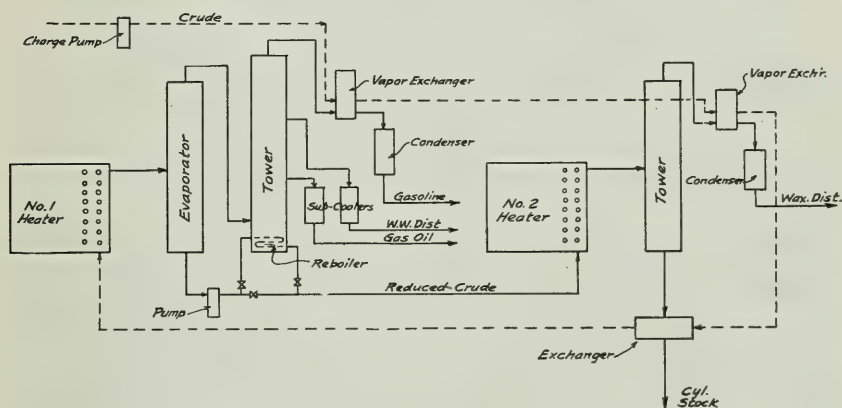 Crude
Charge Pump
Vapor Exchanger
Vapor Exch'r.
Evaporator
Tower
Condenser
Tower
Condenser
No. 1
Heater
Sub-Coolers
Gasoline
No. 2
Heater
Wax. Dist.
W.W. Dist
Gas Oil
Reboiler
Reduced Crude
Pump
Exchanger
Cyl.
Stock